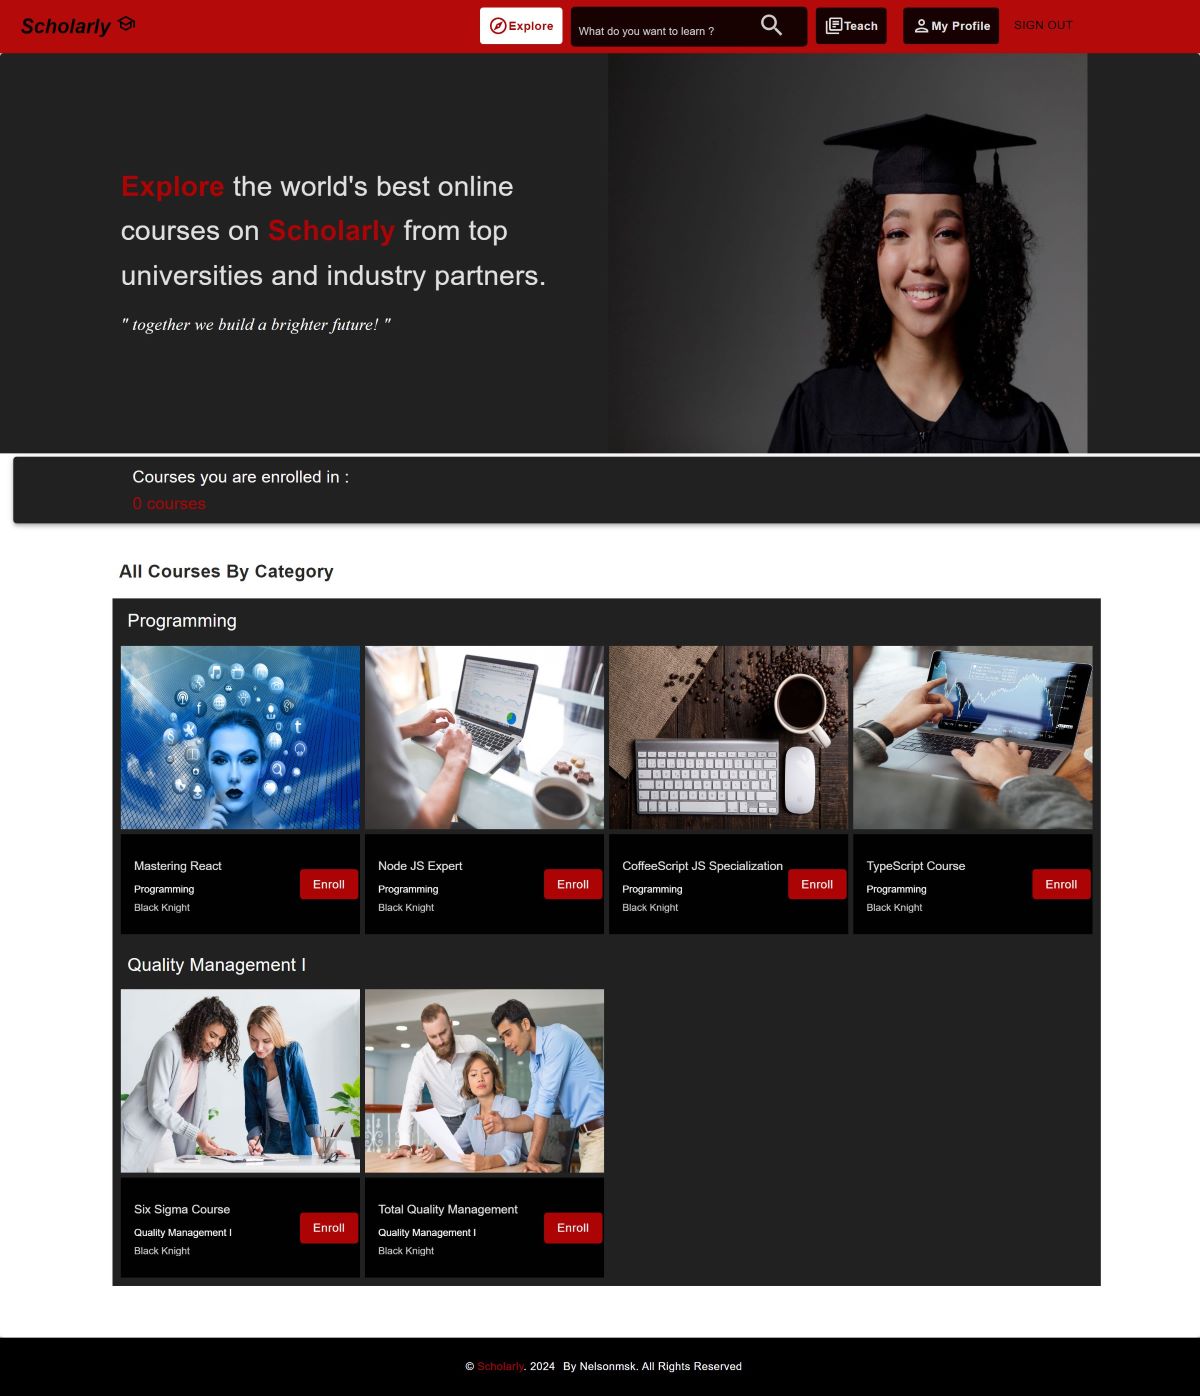 Scholarly
Explore
What do you want to learn ?
Teach
My Profile
SIGN OUT
Explore the world's best online
courses on Scholarly from top
universities and industry partners.
" together we build a brighter future! "
Courses you are enrolled in :
0 courses
All Courses By Category
Programming
Mastering React
Programming
Black Knight
Enroll
Node JS Expert
Programming
Black Knight
Enroll
CoffeeScript JS Specialization
Programming
Black Knight
Enroll
TypeScript Course
Programming
Black Knight
Enroll
Quality Management I
Six Sigma Course
Quality Management I
Black Knight
Enroll
Total Quality Management
Quality Management I
Black Knight
Enroll
© Scholarly. 2024 By Nelsonmsk. All Rights Reserved